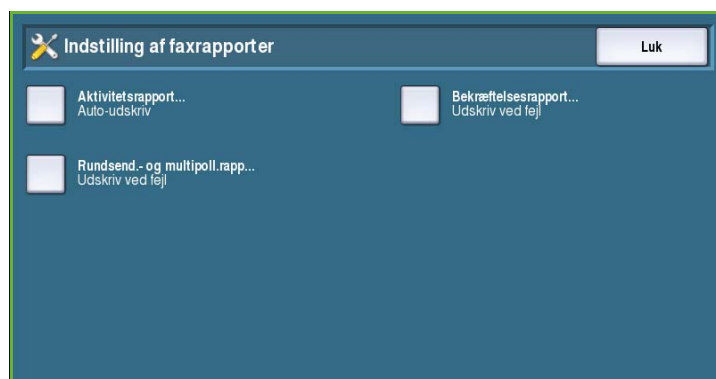 Indstilling af faxrapporter
Luk
Aktivitetsrapport...
Auto-udskriv
Bekræftelsesrapport...
Udskriv ved fejl
Rundsend.- og multipoll.rapp...
Udskriv ved fejl